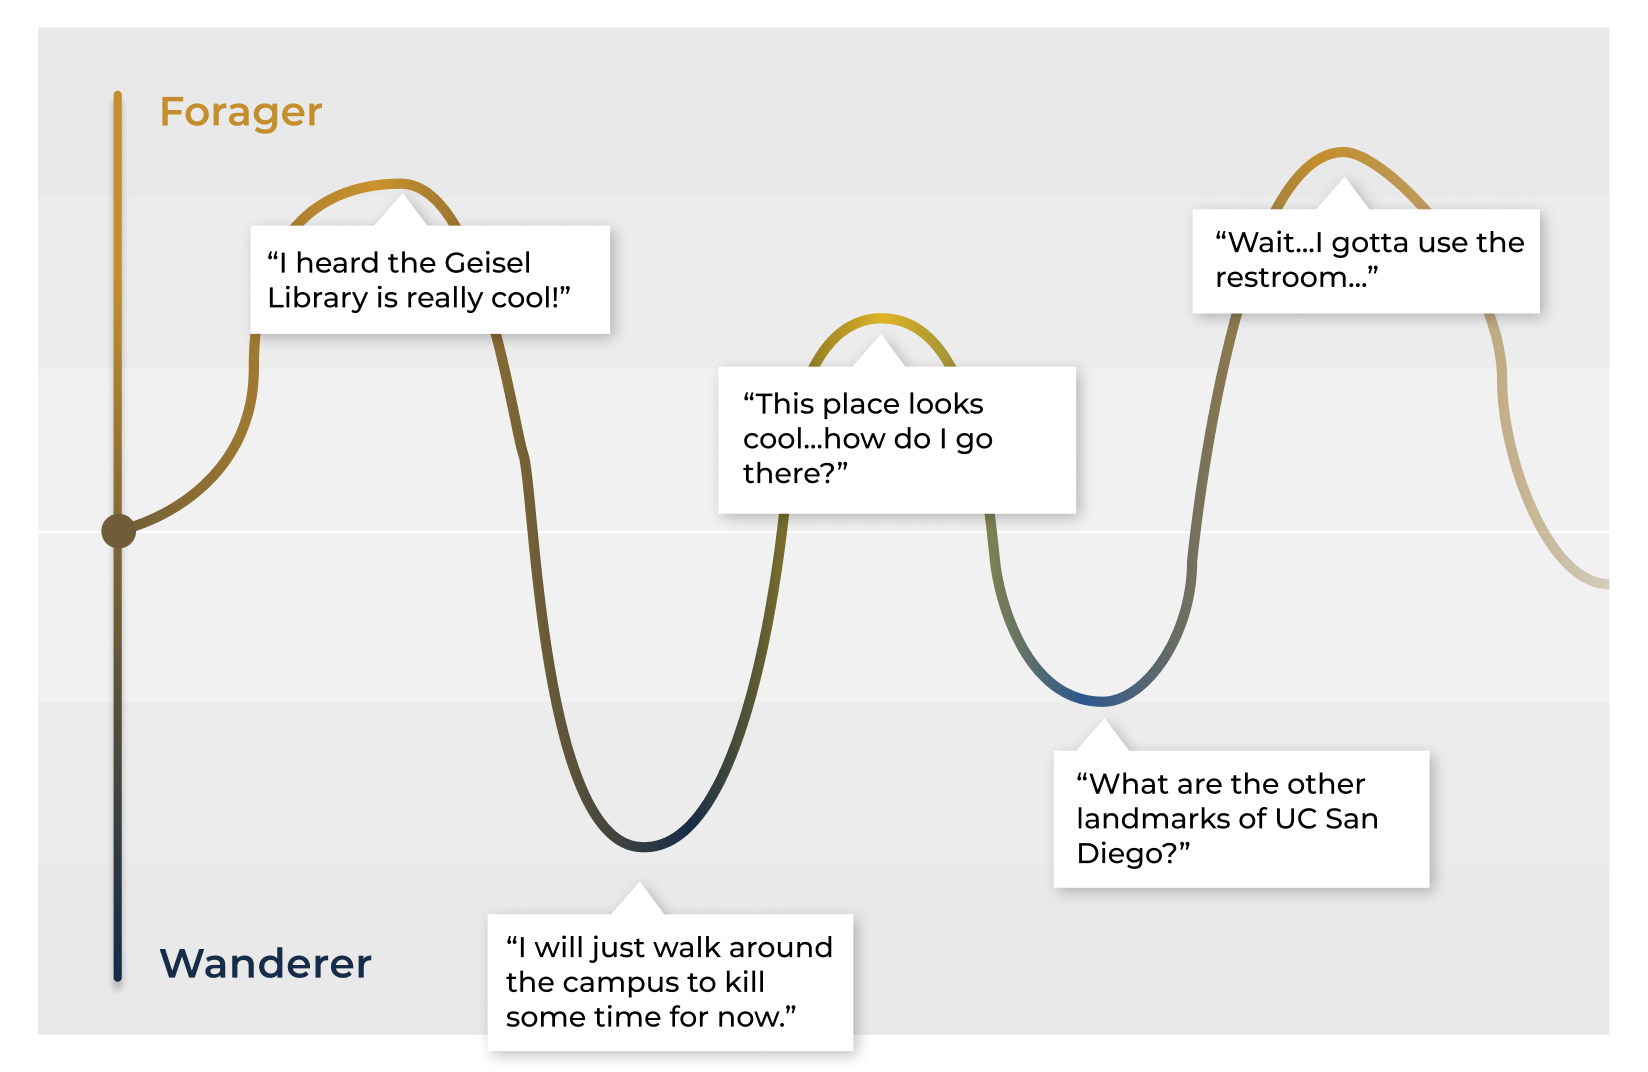 Forager
“I heard the Geisel
Library is really cool!”
“Wait...I gotta use the
restroom...”
“This place looks
cool...how do I go
there?”
“What are the other
landmarks of UC San
Diego?”
“I will just walk around
the campus to kill
some time for now.”
Wanderer